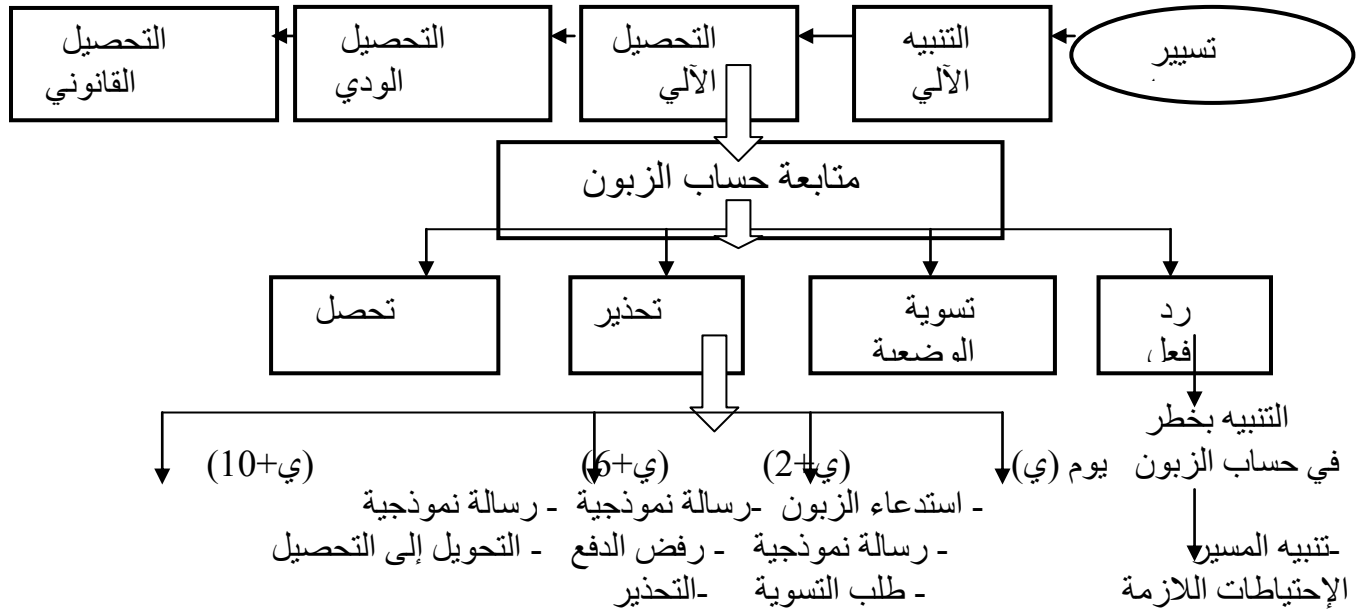 تسيير
التنبيه
الآلي
التحصيل
الآلي
التحصيل
الودي
التحصيل
القانوني
متابعة حساب الزبون
رد
فعل
تسوية
الوضعية
تحذير
تحصل
التنبيه بخطر
في حساب الزبون يوم (ي) (ي+2) (ي+6) (ي+10)
- استدعاء الزبون -رسالة نموذجية - رسالة نموذجية
-تنبيه المسير - رسالة نموذجية - رفض الدفع - التحويل إلى التحصيل
الإحتياطات اللازمة - طلب التسوية -التحذير